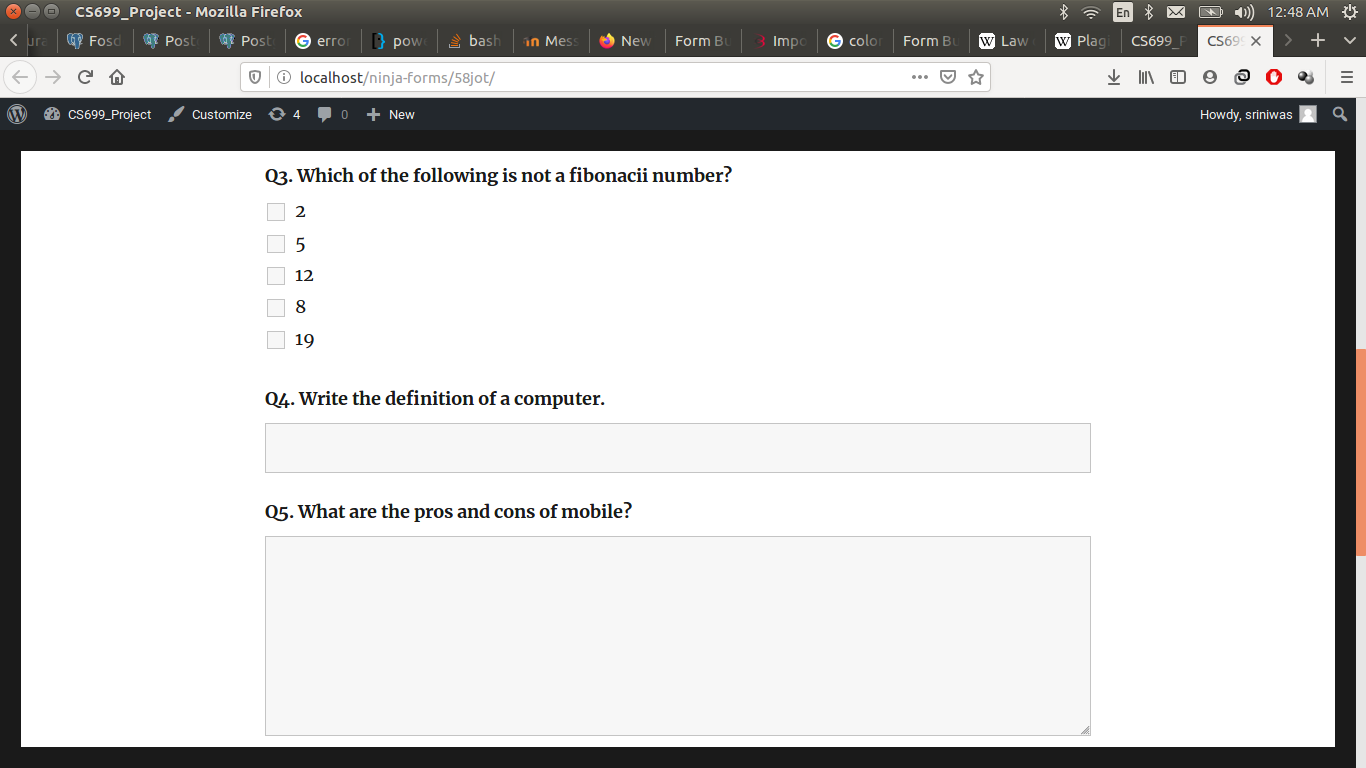 CS699_Project - Mozilla Firefox
En
12:48 AM
Fosd
Post
Post
error
powe
bash
Mess
New
Form Bu
Impo
color
Form Bu
Law
Plagi
CS699_P
CS699
localhost/ninja-forms/58jot/
CS699_Project
Customize
4
0
New
Howdy, sriniwas
Q3. Which of the following is not a fibonacii number?
2
5
12
8
19
Q4. Write the definition of a computer.
Q5. What are the pros and cons of mobile?